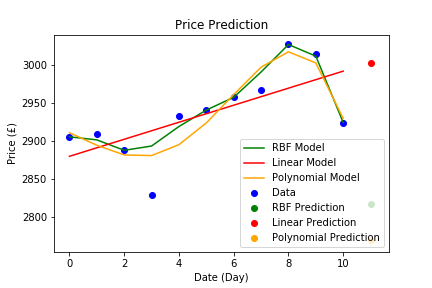 Price Prediction
3000
2950
2900
2850
2800
Price (£)
RBF Model
Linear Model
Polynomial Model
Data
RBF Prediction
Linear Prediction
Polynomial Prediction
0
2
4
6
8
10
Date (Day)